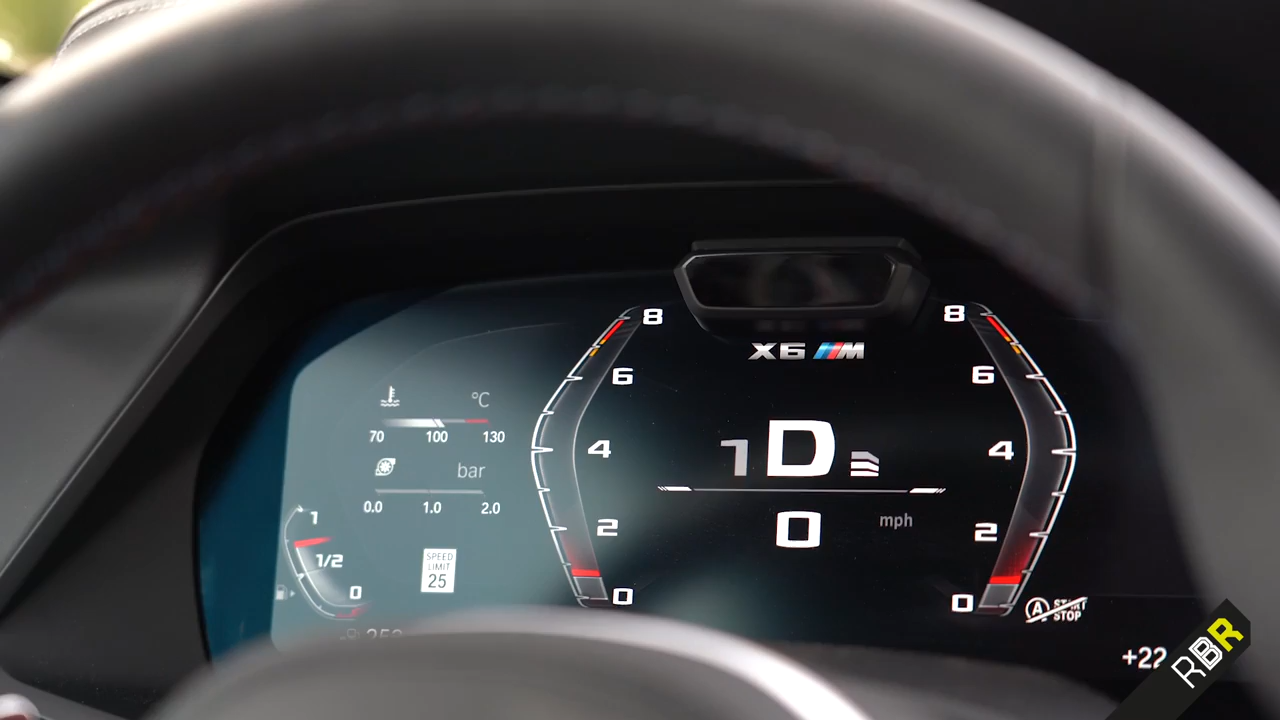 8
8
X6 M
6
6
°C
70 100 130
4
1D
4
bar
0.0 1.0 2.0
0
mph
1
1/2
0
2
2
SPEED
LIMIT
25
0
0
A START
STOP
+22
RBR